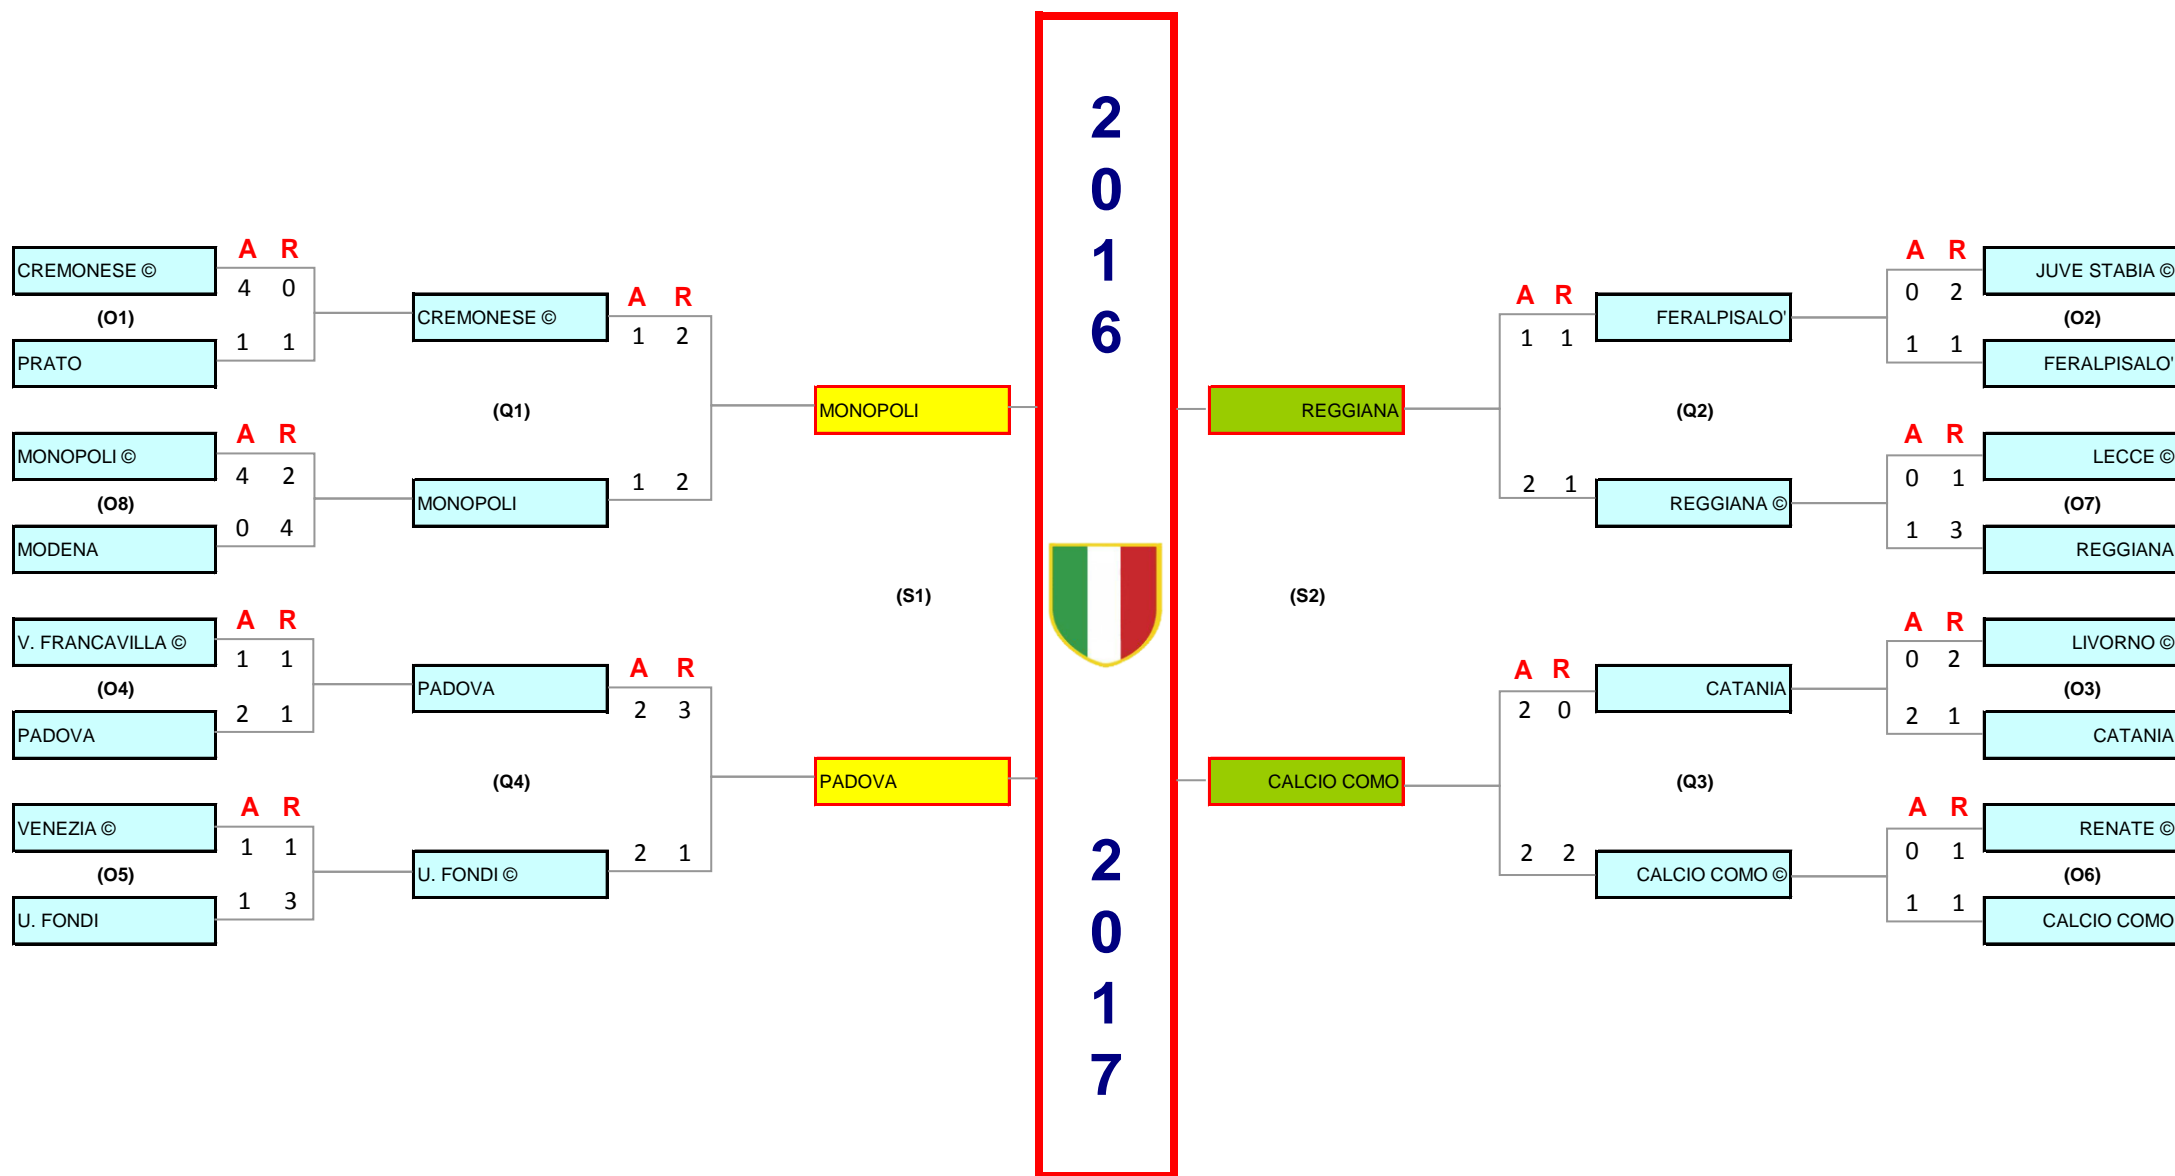 2
0
1
6
A R
CREMONESE ©
4 0
(O1)
1 1
PRATO
A R
MONOPOLI ©
4 2
(O8)
0 4
MODENA
A R
V. FRANCAVILLA ©
1 1
(O4)
2 1
PADOVA
A R
VENEZIA ©
1 1
(O5)
1 3
U. FONDI
A R
CREMONESE ©
1 2
(Q1)
1 2
MONOPOLI
A R
PADOVA
2 3
(Q4)
2 1
U. FONDI ©
MONOPOLI
(S1)
PADOVA
REGGIANA
(S2)
CALCIO COMO
A R
FERALPISALO'
1 1
(Q2)
2 1
REGGIANA ©
A R
CATANIA
2 0
(Q3)
2 2
CALCIO COMO ©
A R
JUVE STABIA ©
0 2
(O2)
1 1
FERALPISALO'
A R
LECCE ©
0 1
(O7)
1 3
REGGIANA
A R
LIVORNO ©
0 2
(O3)
2 1
CATANIA
A R
RENATE ©
0 1
(O6)
1 1
CALCIO COMO
2
0
1
7